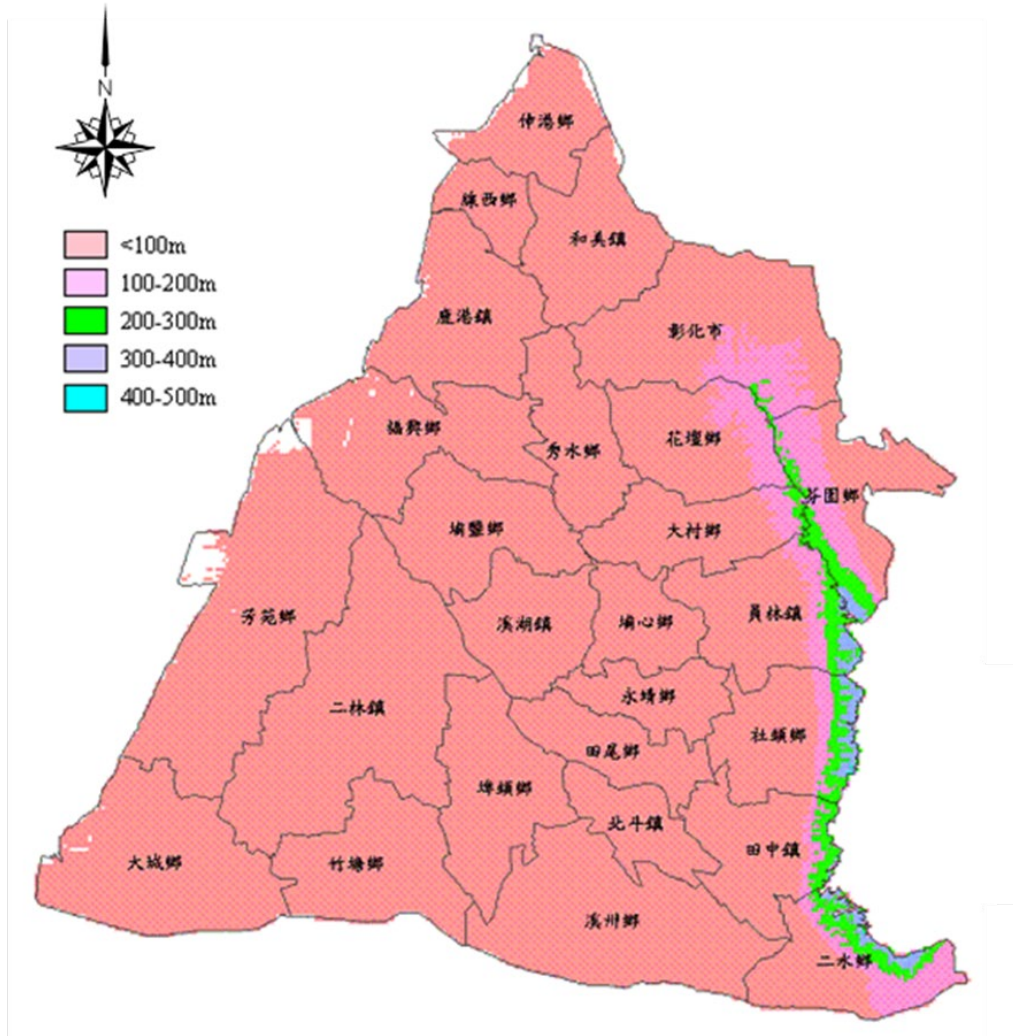 N
<100m
100-200m
200-300m
300-400m
400-500m
伸港鄉
線西鄉
和美鎮
鹿港鎮
彰化市
福興鄉
秀水鄉
花壇鄉
芬園鄉
埔鹽鄉
大村鄉
芳苑鄉
溪湖鎮
埔心鄉
員林鎮
二林鎮
永靖鄉
田尾鄉
社頭鄉
埤頭鄉
北斗鎮
田中鎮
大城鄉
竹塘鄉
溪州鄉
二水鄉